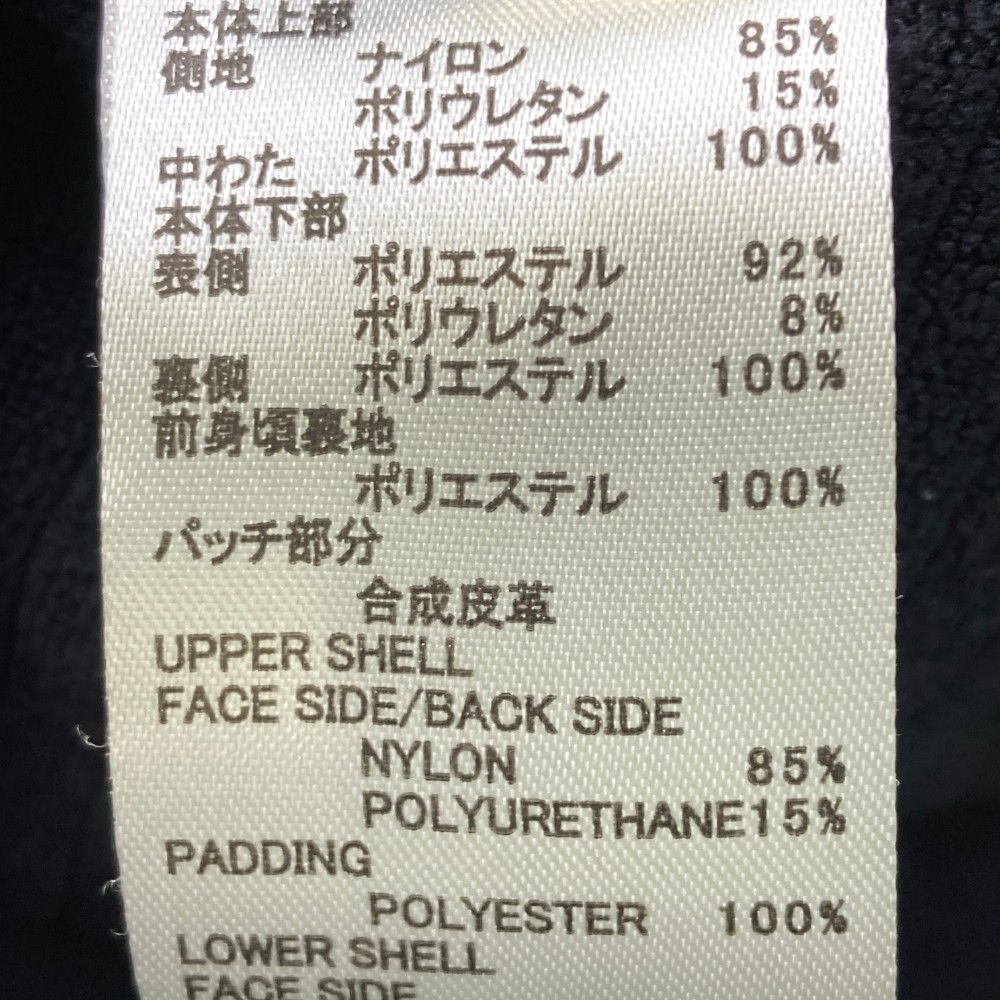 本体上部
側地 ナイロン 85%
ポリウレタン 15%
中わた ポリエステル 100%
本体下部
表側 ポリエステル 92%
ポリウレタン 8%
裏側 ポリエステル 100%
前身頃裏地
ポリエステル 100%
パッチ部分
合成皮革
UPPER SHELL
FACE SIDE/BACK SIDE
NYLON 85%
POLYURETHANE15%
PADDING
POLYESTER 100%
LOWER SHELL
FACE SIDE